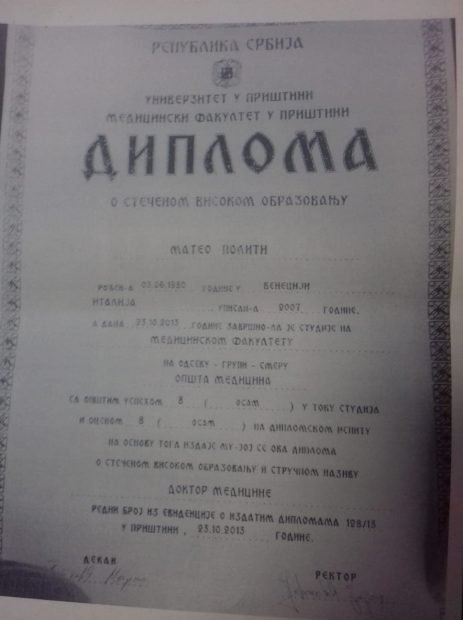 РЕПУБЛИКА СРБИЈА
УНИВЕРЗИТЕТ У ПРИШТИНИ
МЕДИЦИНСКИ ФАКУЛТЕТ У ПРИШТИНИ
ДИПЛОМА
О СТЕЧЕНОМ ВИСОКОМ ОБРАЗОВАЊУ
МАТЕО ПОЛИТИ
РОЂЕН-А 03.06.1980 ГОДИНЕ У ВЕНЕЦИЈИ
ИТАЛИЈА УПИСАН-А 2007 ГОДИНЕ,
А ДАНА 23.10.2013 ГОДИНЕ ЗАВРШИО-ЛА ЈЕ СТУДИЈЕ НА
МЕДИЦИНСКОМ ФАКУЛТЕТУ
НА ОДСЕКУ - ГРУПИ - СМЕРУ
ОПШТА МЕДИЦИНА
СА ОПШТИМ УСПЕХОМ 8 ( ОСАМ ) У ТОКУ СТУДИЈА
И ОЦЕНОМ 8 ( ОСАМ ) НА ДИПЛОМСКОМ ИСПИТУ
НА ОСНОВУ ТОГА ИЗДАЈЕ МУ-ЈОЈ СЕ ОВА ДИПЛОМА
О СТЕЧЕНОМ ВИСОКОМ ОБРАЗОВАЊУ И СТРУЧНОМ НАЗИВУ
ДОКТОР МЕДИЦИНЕ
РЕДНИ БРОЈ ИЗ ЕВИДЕНЦИЈЕ О ИЗДАТИМ ДИПЛОМАМА 128/13
У ПРИШТИНИ, 23.10.2013 ГОДИНЕ.
ДЕКАН
РЕКТОР